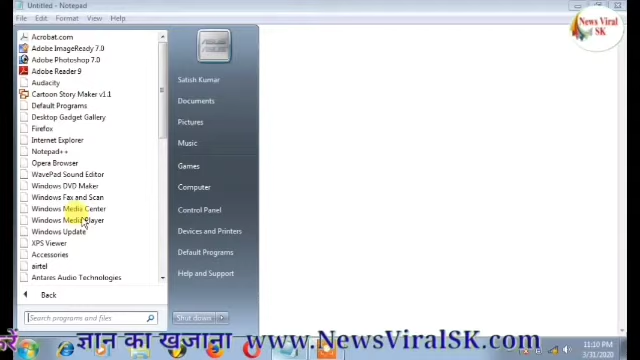 Untitled - Notepad
File Edit Format View Help
News Viral
SK
Acrobat.com
Adobe ImageReady 7.0
Adobe Photoshop 7.0
Adobe Reader 9
Audacity
Cartoon Story Maker v1.1
Default Programs
Desktop Gadget Gallery
Firefox
Internet Explorer
Notepad++
Opera Browser
WavePad Sound Editor
Windows DVD Maker
Windows Fax and Scan
Windows Media Center
Windows Media Player
Windows Update
XPS Viewer
Accessories
airtel
Antares Audio Technologies
Back
Search programs and files
Satish Kumar
Documents
Pictures
Music
Games
Computer
Control Panel
Devices and Printers
Default Programs
Help and Support
Shut down
रें ज्ञान का खजाना www.NewsViralSK.com
11:10 PM
3/31/2020